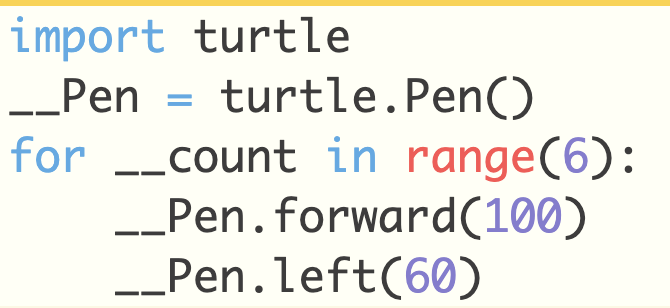 import turtle
__Pen = turtle.Pen()
for __count in range(6):
    __Pen.forward(100)
    __Pen.left(60)